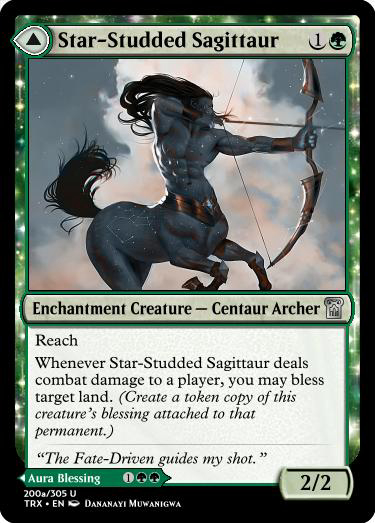 Star-Studded Sagittaur 1
Enchantment Creature — Centaur Archer
Reach
Whenever Star-Studded Sagittaur deals
combat damage to a player, you may bless
target land. (Create a token copy of this
creature's blessing attached to that
permanent.)
"The Fate-Driven guides my shot."
Aura Blessing 1
2/2
200a/305 U
TRX • EN Dananayi Muwanigwa